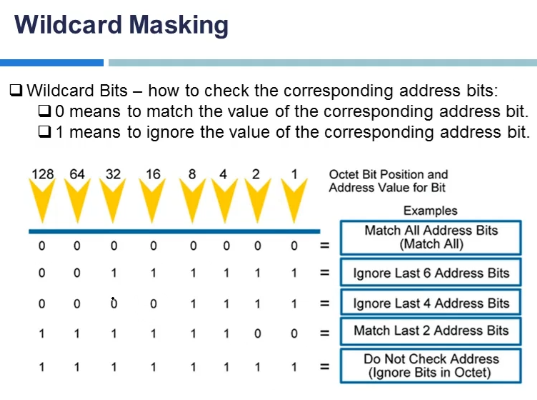 Wildcard Masking
❑ Wildcard Bits – how to check the corresponding address bits:
❑ 0 means to match the value of the corresponding address bit.
❑ 1 means to ignore the value of the corresponding address bit.
128 64 32 16 8 4 2 1 Octet Bit Position and
Address Value for Bit
Examples
0 0 0 0 0 0 0 0 = Match All Address Bits
(Match All)
0 0 1 1 1 1 1 1 = Ignore Last 6 Address Bits
0 0 0 0 1 1 1 1 = Ignore Last 4 Address Bits
1 1 1 1 1 1 0 0 = Match Last 2 Address Bits
1 1 1 1 1 1 1 1 = Do Not Check Address
(Ignore Bits in Octet)